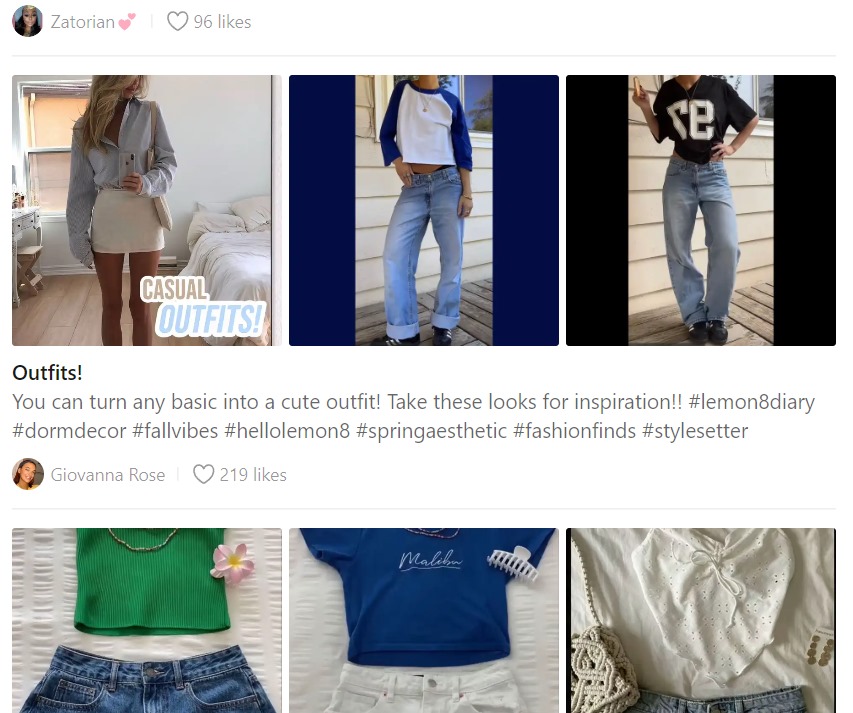 Zatorian💕 96 likes
CASUAL
OUTFITS!
Outfits!
You can turn any basic into a cute outfit! Take these looks for inspiration!! #lemon8diary
#dormdecor #fallvibes #hellolemon8 #springaesthetic #fashionfinds #stylesetter
Giovanna Rose 219 likes
Malibu